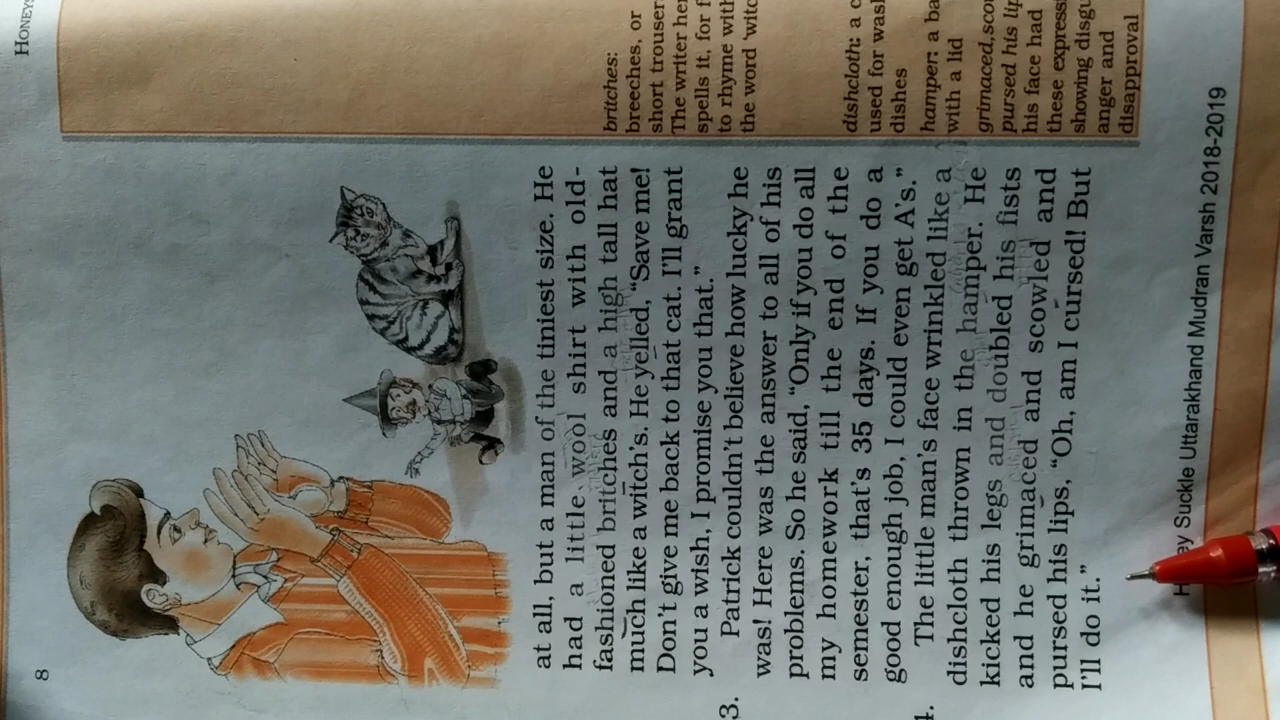 8
HONEYS
at all, but a man of the tiniest size. He
had a little wool shirt with old-
fashioned britches and a high tall hat
much like a witch's. He yelled, “Save me!
Don't give me back to that cat. I'll grant
you a wish, I promise you that.”
3. Patrick couldn't believe how lucky he
was! Here was the answer to all of his
problems. So he said, “Only if you do all
my homework till the end of the
semester, that's 35 days. If you do a
good enough job, I could even get A's.”
4. The little man's face wrinkled like a
dishcloth thrown in the hamper. He
kicked his legs and doubled his fists
and he grimaced and scowled and
pursed his lips, “Oh, am I cursed! But
I'll do it.”
britches:
breeches, or
short trouser
The writer her
spells it, for f
to rhyme with
the word 'witc
dishcloth: a c
used for was
dishes
hamper: a ba
with a lid
grimaced,sco
pursed his lip
his face had
these express
showing disgu
anger and
disapproval
ey Suckle Uttarakhand Mudran Varsh 2018-2019